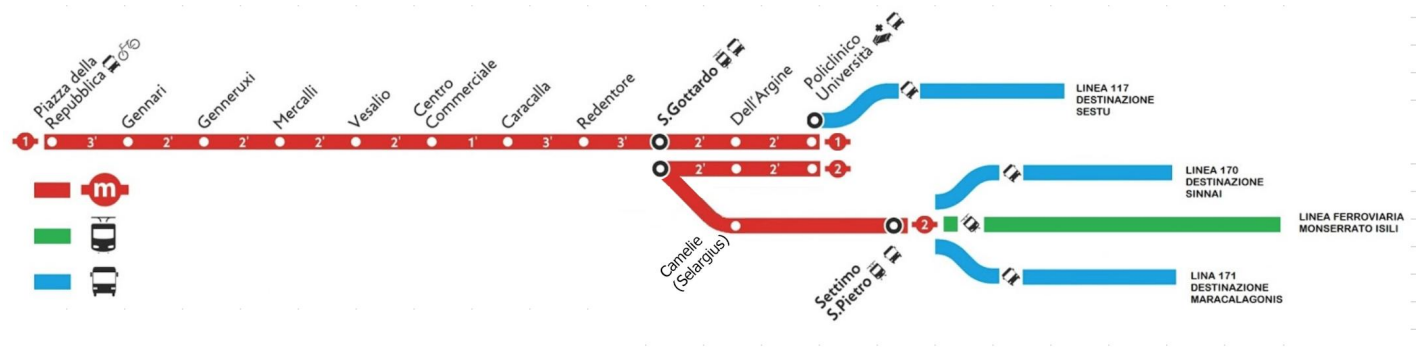 Piazza della
Repubblica
Gennari
Genneruxi
Mercalli
Vesalio
Centro
Commerciale
Caracalla
Redentore
S.Gottardo
Dell'Argine
Policlinico
Università
1
3'
2'
2'
2'
2'
1'
3'
3'
2'
2'
1
2'
2'
2
m
Camelie
(Selargius)
Settimo
S.Pietro
2
LINEA 117
DESTINAZIONE
SESTU
LINEA 170
DESTINAZIONE
SINNAI
LINEA FERROVIARIA
MONSERRATO ISILI
LINA 171
DESTINAZIONE
MARACALAGONIS